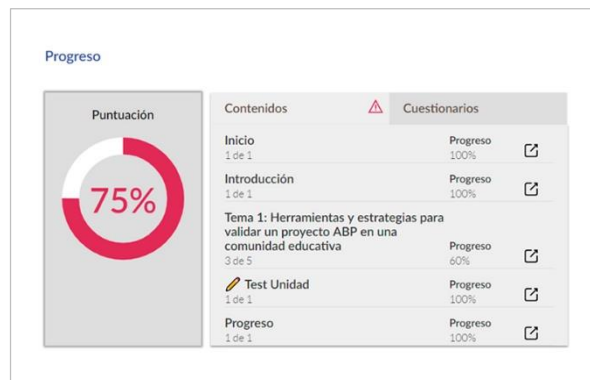 Progreso
Puntuación
75%
Contenidos
Cuestionarios
Inicio
1 de 1
Progreso
100%
Introducción
1 de 1
Progreso
100%
Tema 1: Herramientas y estrategias para
validar un proyecto ABP en una
comunidad educativa
3 de 5
Progreso
60%
Test Unidad
1 de 1
Progreso
100%
Progreso
1 de 1
Progreso
100%